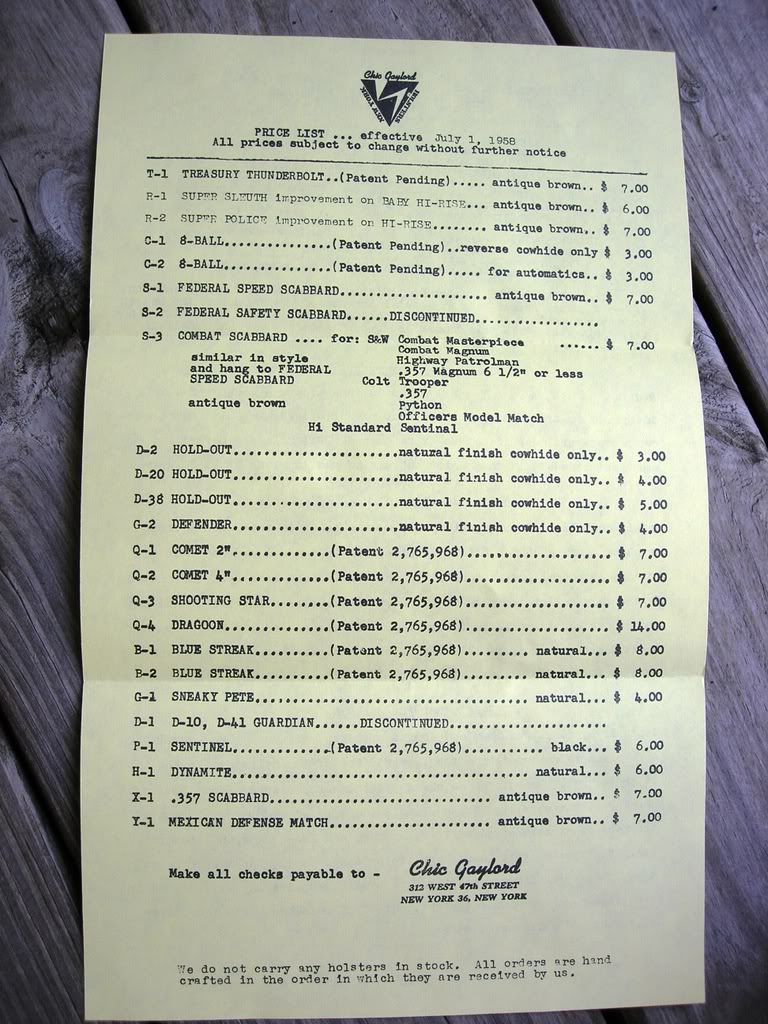 Chic Gaylord
NEW YORK
PRICE LIST ... effective July 1, 1958
All prices subject to change without further notice
T-1 TREASURY THUNDERBOLT..(Patent Pending)..... antique brown.. $ 7.00
R-1 SUPER SLEUTH improvement on BABY HI-RISE... antique brown.. $ 6.00
R-2 SUPER POLICE improvement on HI-RISE........ antique brown.. $ 7.00
C-1 8-BALL.............(Patent Pending)..reverse cowhide only $ 3.00
C-2 8-BALL.............(Patent Pending)..... for automatics.. $ 3.00
S-1 FEDERAL SPEED SCABBARD.................... antique brown.. $ 7.00
S-2 FEDERAL SAFETY SCABBARD......DISCONTINUED.................
S-3 COMBAT SCABBARD .... for: S&W Combat Masterpiece ...... $ 7.00
Combat Magnum
similar in style Highway Patrolman
and hang to FEDERAL .357 Magnum 6 1/2" or less
SPEED SCABBARD Colt Trooper
.357
antique brown Python
Officers Model Match
Hi Standard Sentinal
D-2 HOLD-OUT......................natural finish cowhide only.. $ 3.00
D-20 HOLD-OUT......................natural finish cowhide only.. $ 4.00
D-38 HOLD-OUT......................natural finish cowhide only.. $ 5.00
G-2 DEFENDER......................natural finish cowhide only.. $ 4.00
Q-1 COMET 2".............(Patent 2,765,968)................... $ 7.00
Q-2 COMET 4".............(Patent 2,765,968)................... $ 7.00
Q-3 SHOOTING STAR........(Patent 2,765,968)................... $ 7.00
Q-4 DRAGOON..............(Patent 2,765,968)................... $ 14.00
B-1 BLUE STREAK..........(Patent 2,765,968)......... natural... $ 8.00
B-2 BLUE STREAK..........(Patent 2,765,968)......... natural... $ 8.00
G-1 SNEAKY PETE.................................... natural... $ 4.00
D-1 D-10, D-41 GUARDIAN......DISCONTINUED.....................
P-1 SENTINEL.............(Patent 2,765,968).......... black... $ 6.00
H-1 DYNAMITE....................................... natural... $ 6.00
X-1 .357 SCABBARD............................. antique brown.. $ 7.00
Y-1 MEXICAN DEFENSE MATCH..................... antique brown.. $ 7.00
Make all checks payable to - Chic Gaylord
312 WEST 47th STREET
NEW YORK 36, NEW YORK
We do not carry any holsters in stock. All orders are hand
crafted in the order in which they are received by us.